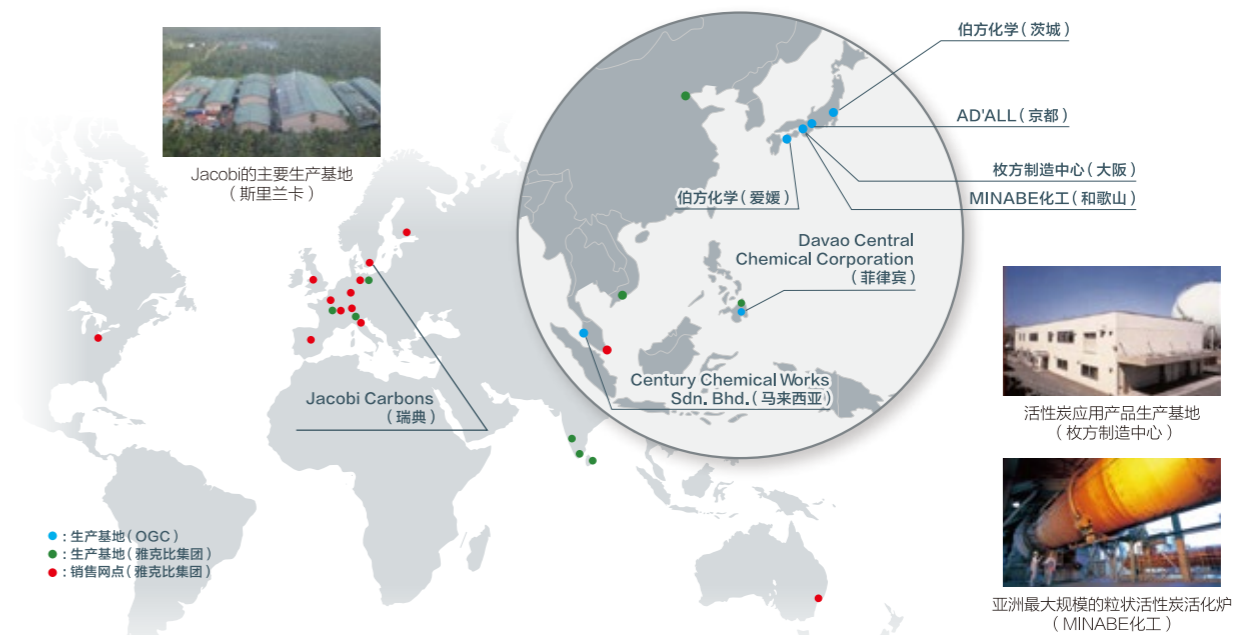 Jacobi的主要生产基地
（斯里兰卡）
伯方化学（茨城）
AD'ALL（京都）
枚方制造中心（大阪）
MINABE化工（和歌山）
伯方化学（爱媛）
Davao Central
Chemical Corporation
（菲律宾）
Century Chemical Works
Sdn. Bhd.（马来西亚）
Jacobi Carbons
（瑞典）
活性炭应用产品生产基地
（枚方制造中心）
亚洲最大规模的粒状活性炭活化炉
（MINABE化工）
：生产基地（OGC）
：生产基地（雅克比集团）
：销售网点（雅克比集团）